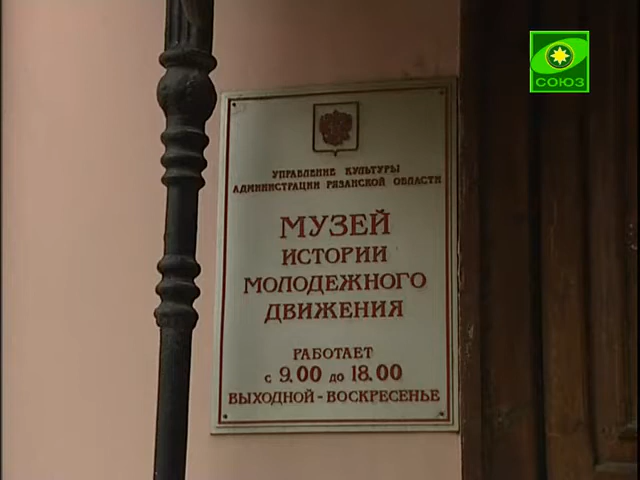 СОЮЗ
УПРАВЛЕНИЕ КУЛЬТУРЫ
АДМИНИСТРАЦИИ РЯЗАНСКОЙ ОБЛАСТИ
МУЗЕЙ
ИСТОРИИ
МОЛОДЕЖНОГО
ДВИЖЕНИЯ
РАБОТАЕТ
с 9.00 до 18.00
ВЫХОДНОЙ - ВОСКРЕСЕНЬЕ